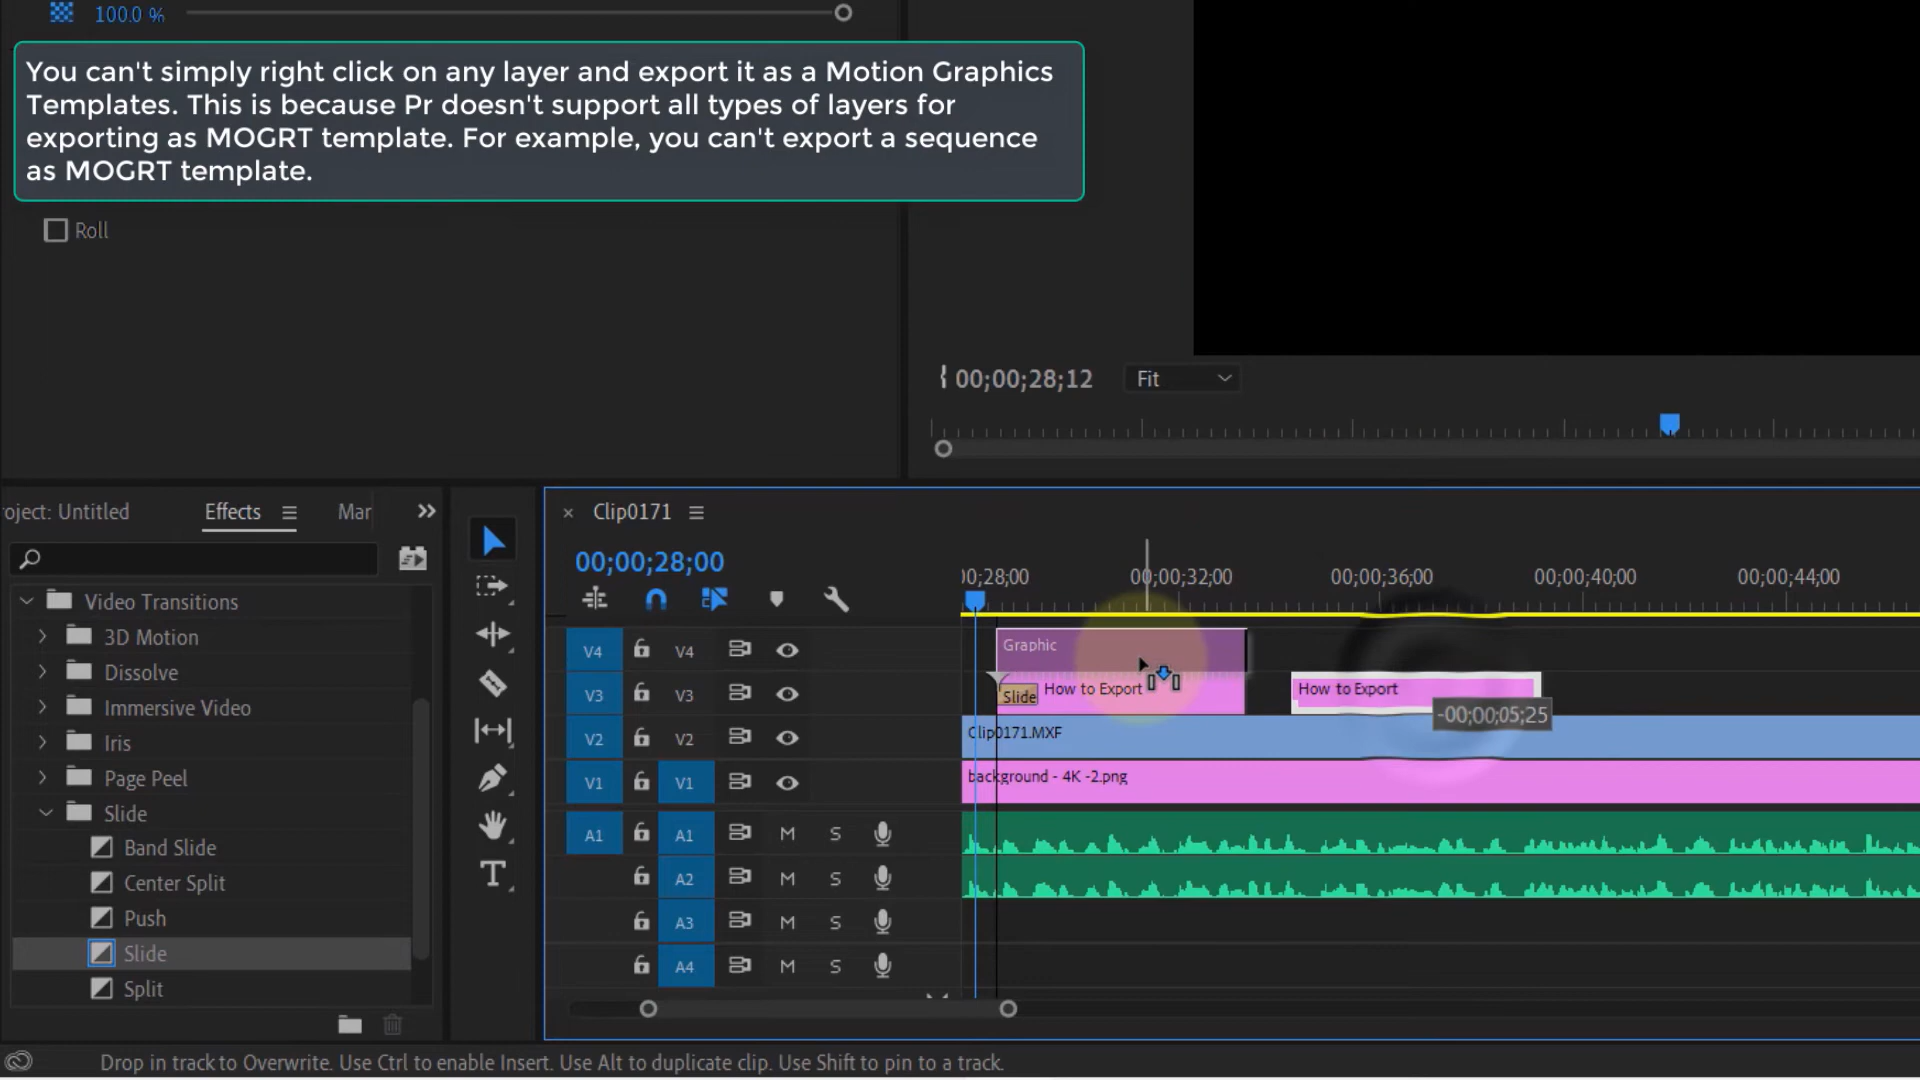 100.0 %
You can't simply right click on any layer and export it as a Motion Graphics
Templates. This is because Pr doesn't support all types of layers for
exporting as MOGRT template. For example, you can't export a sequence
as MOGRT template.
Roll
00;00;28;12
Fit
oject: Untitled
Effects
Mar
Clip0171
00;00;28;00
00;28;00
00;00;32;00
00;00;36;00
00;00;40;00
00;00;44;00
Video Transitions
3D Motion
Dissolve
Immersive Video
Iris
Page Peel
Slide
Band Slide
Center Split
Push
Slide
Split
V4 V4
Graphic
V3 V3
Slide
How to Export
How to Export
-00;00;05;25
V2 V2
Clip0171.MXF
V1 V1
background - 4K -2.png
A1 A1 M S
A2 M S
A3 M S
A4 M S
T
Drop in track to Overwrite. Use Ctrl to enable Insert. Use Alt to duplicate clip. Use Shift to pin to a track.